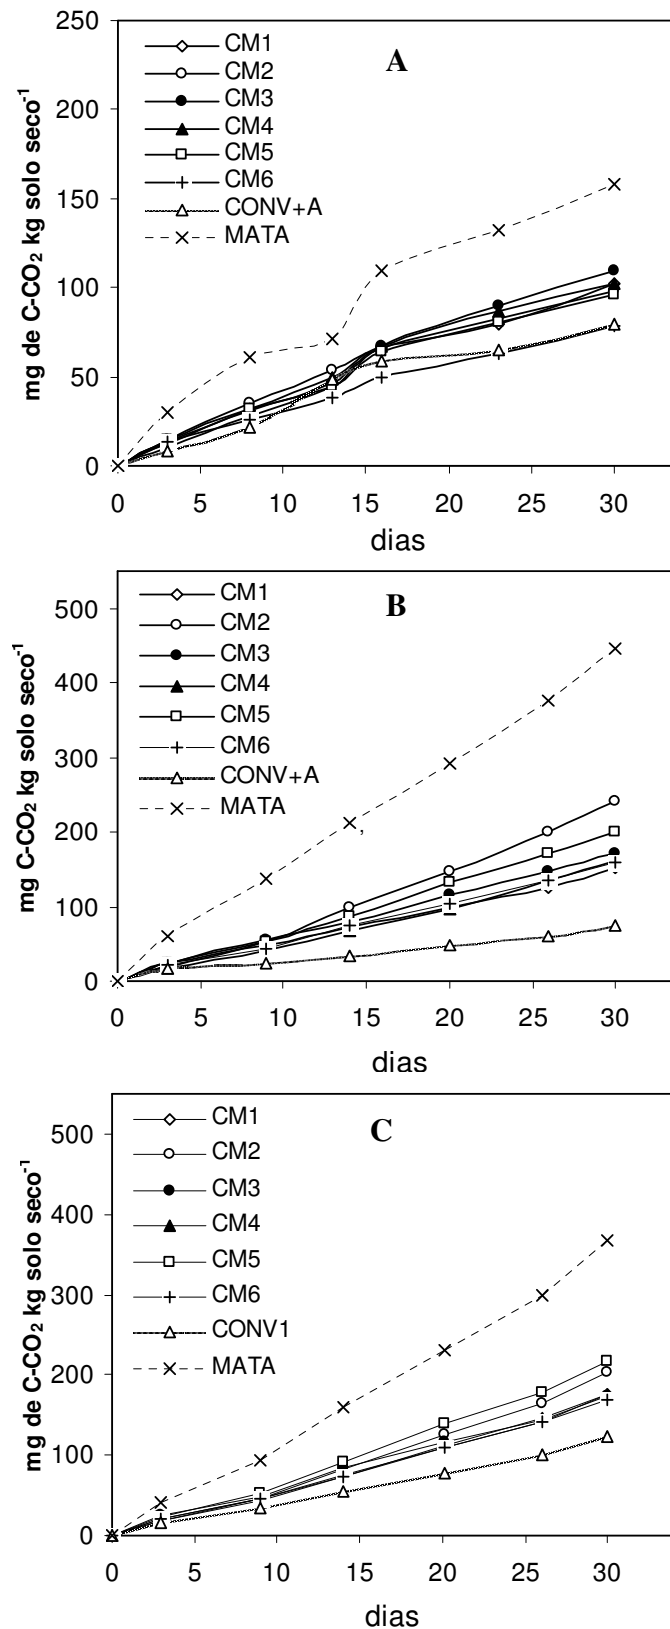 A
mg de C-CO₂ kg solo seco⁻¹
250
200
150
100
50
0
CM1
CM2
CM3
CM4
CM5
CM6
CONV+A
MATA
0 5 10 15 20 25 30
dias
B
mg C-CO₂ kg solo seco⁻¹
500
400
300
200
100
0
CM1
CM2
CM3
CM4
CM5
CM6
CONV+A
MATA
,
0 5 10 15 20 25 30
dias
C
mg de C-CO₂ kg solo seco⁻¹
500
400
300
200
100
0
CM1
CM2
CM3
CM4
CM5
CM6
CONV1
MATA
0 5 10 15 20 25 30
dias